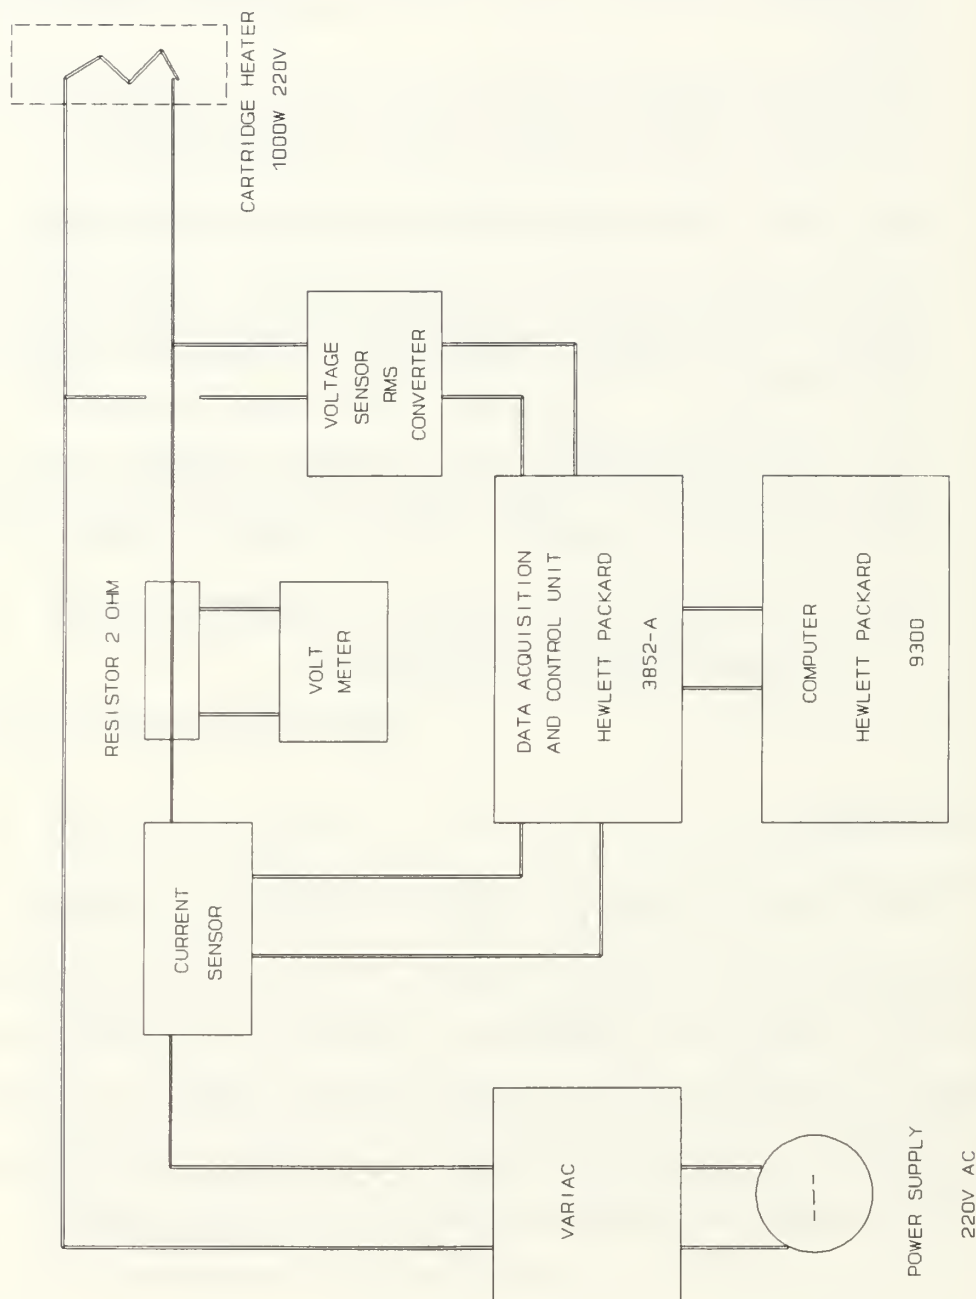 CARTRIDGE HEATER
1000W 220V
VOLTAGE
SENSOR
RMS
CONVERTER
RESISTOR 2 OHM
VOLT
METER
DATA ACQUISITION
AND CONTROL UNIT
HEWLETT PACKARD
3852-A
COMPUTER
HEWLETT PACKARD
9300
CURRENT
SENSOR
VARIAC
POWER SUPPLY
220V AC